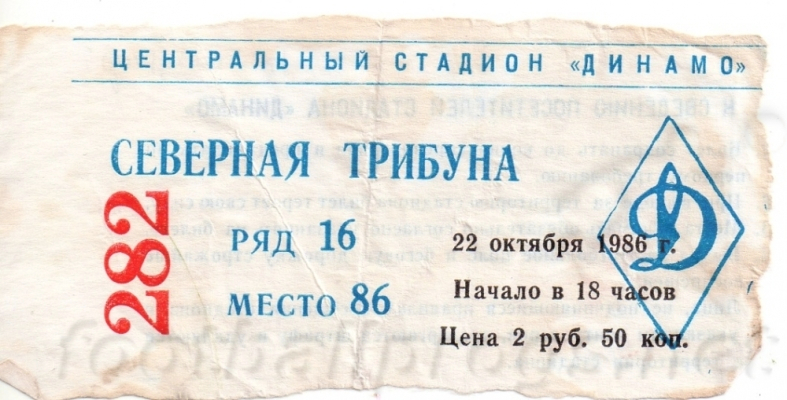 ЦЕНТРАЛЬНЫЙ СТАДИОН «ДИНАМО»
СЕВЕРНАЯ ТРИБУНА
282
РЯД 16
МЕСТО 86
Д
22 октября 1986 г.
Начало в 18 часов
Цена 2 руб. 50 коп.